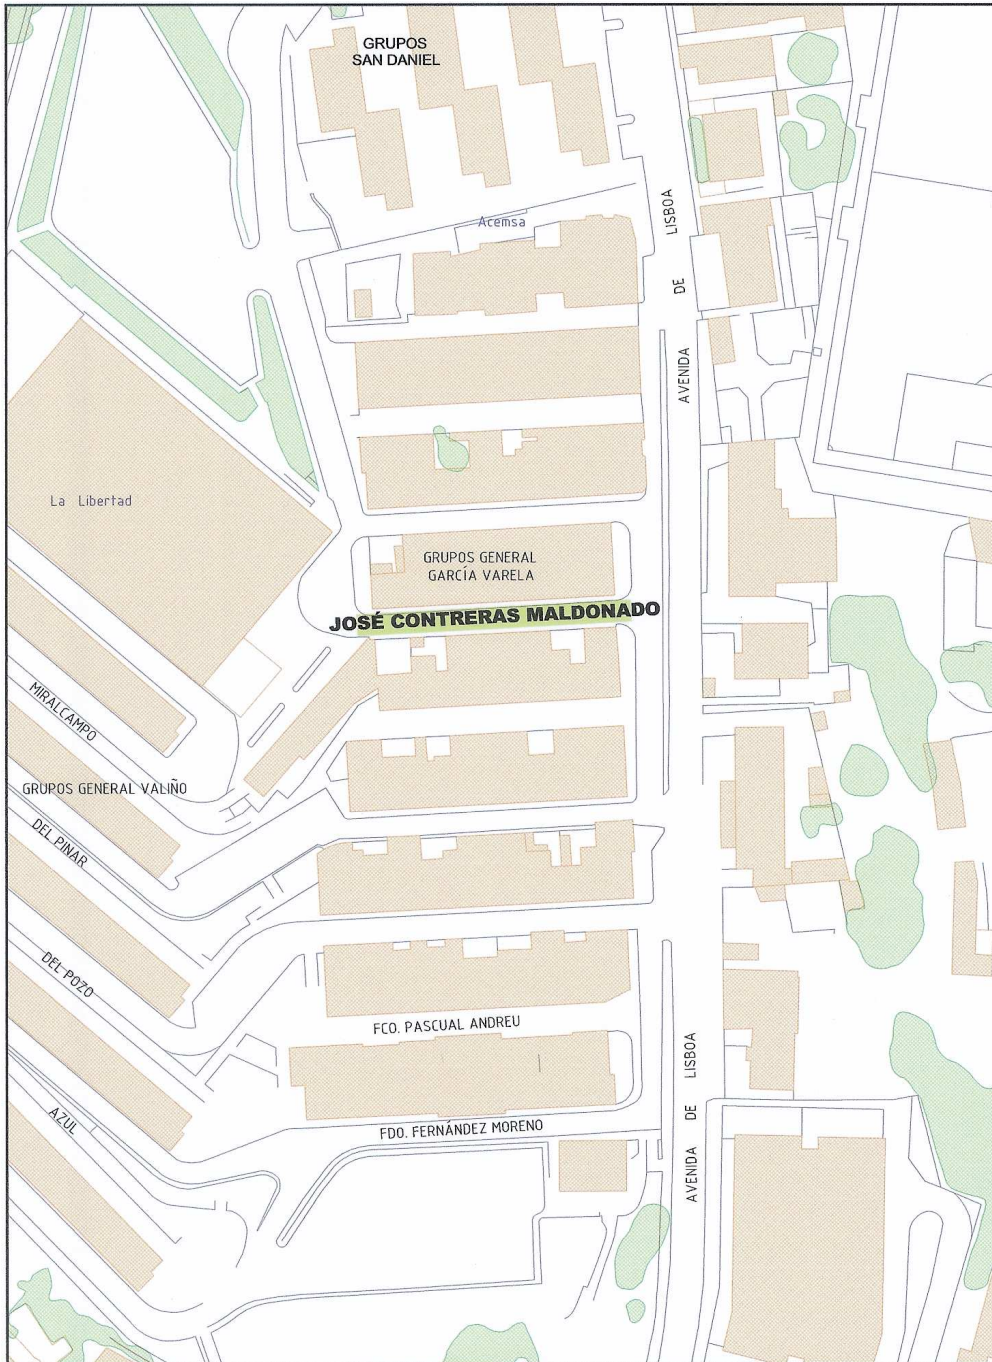 GRUPOS
SAN DANIEL
LISBOA
Acemsa
DE
AVENIDA
La Libertad
GRUPOS GENERAL
GARCÍA VARELA
JOSÉ CONTRERAS MALDONADO
MIRALCAMPO
GRUPOS GENERAL VALIÑO
DEL PINAR
DEL POZO
FCO. PASCUAL ANDREU
AZUL
FDO. FERNÁNDEZ MORENO
AVENIDA DE LISBOA